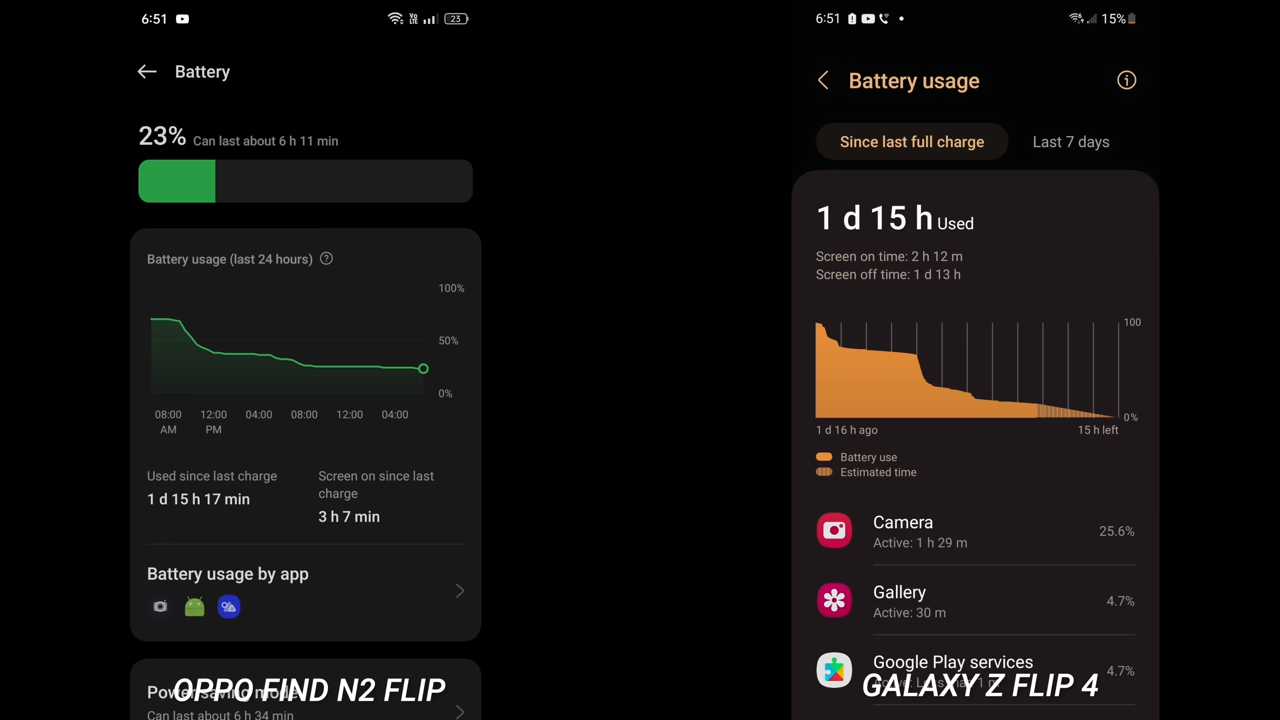 6:51
Vo
LTE
23
Battery
23% Can last about 6 h 11 min
Battery usage (last 24 hours) ?
100%
50%
0%
08:00 12:00 04:00 08:00 12:00 04:00
AM PM
Used since last charge
1 d 15 h 17 min
Screen on since last
charge
3 h 7 min
Battery usage by app
Power saving mode
OPPO FIND N2 FLIP
Can last about 6 h 34 min
6:51
15%
Battery usage
Since last full charge
Last 7 days
1 d 15 h Used
Screen on time: 2 h 12 m
Screen off time: 1 d 13 h
100
0%
1 d 16 h ago
15 h left
Battery use
Estimated time
Camera
25.6%
Active: 1 h 29 m
Gallery
4.7%
Active: 30 m
Google Play services
4.7%
GALAXY Z FLIP 4